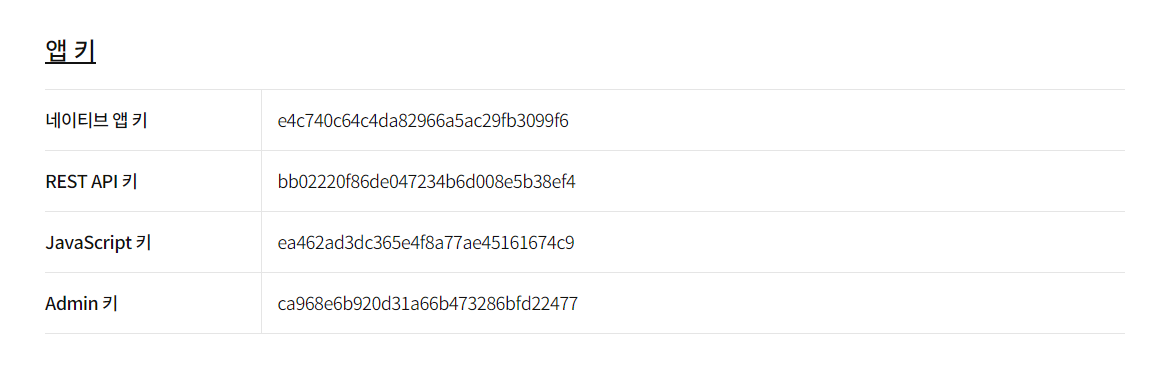 앱 키
네이티브 앱 키 e4c740c64c4da82966a5ac29fb3099f6
REST API 키 bb02220f86de047234b6d008e5b38ef4
JavaScript 키 ea462ad3dc365e4f8a77ae45161674c9
Admin 키 ca968e6b920d31a66b473286bfd22477